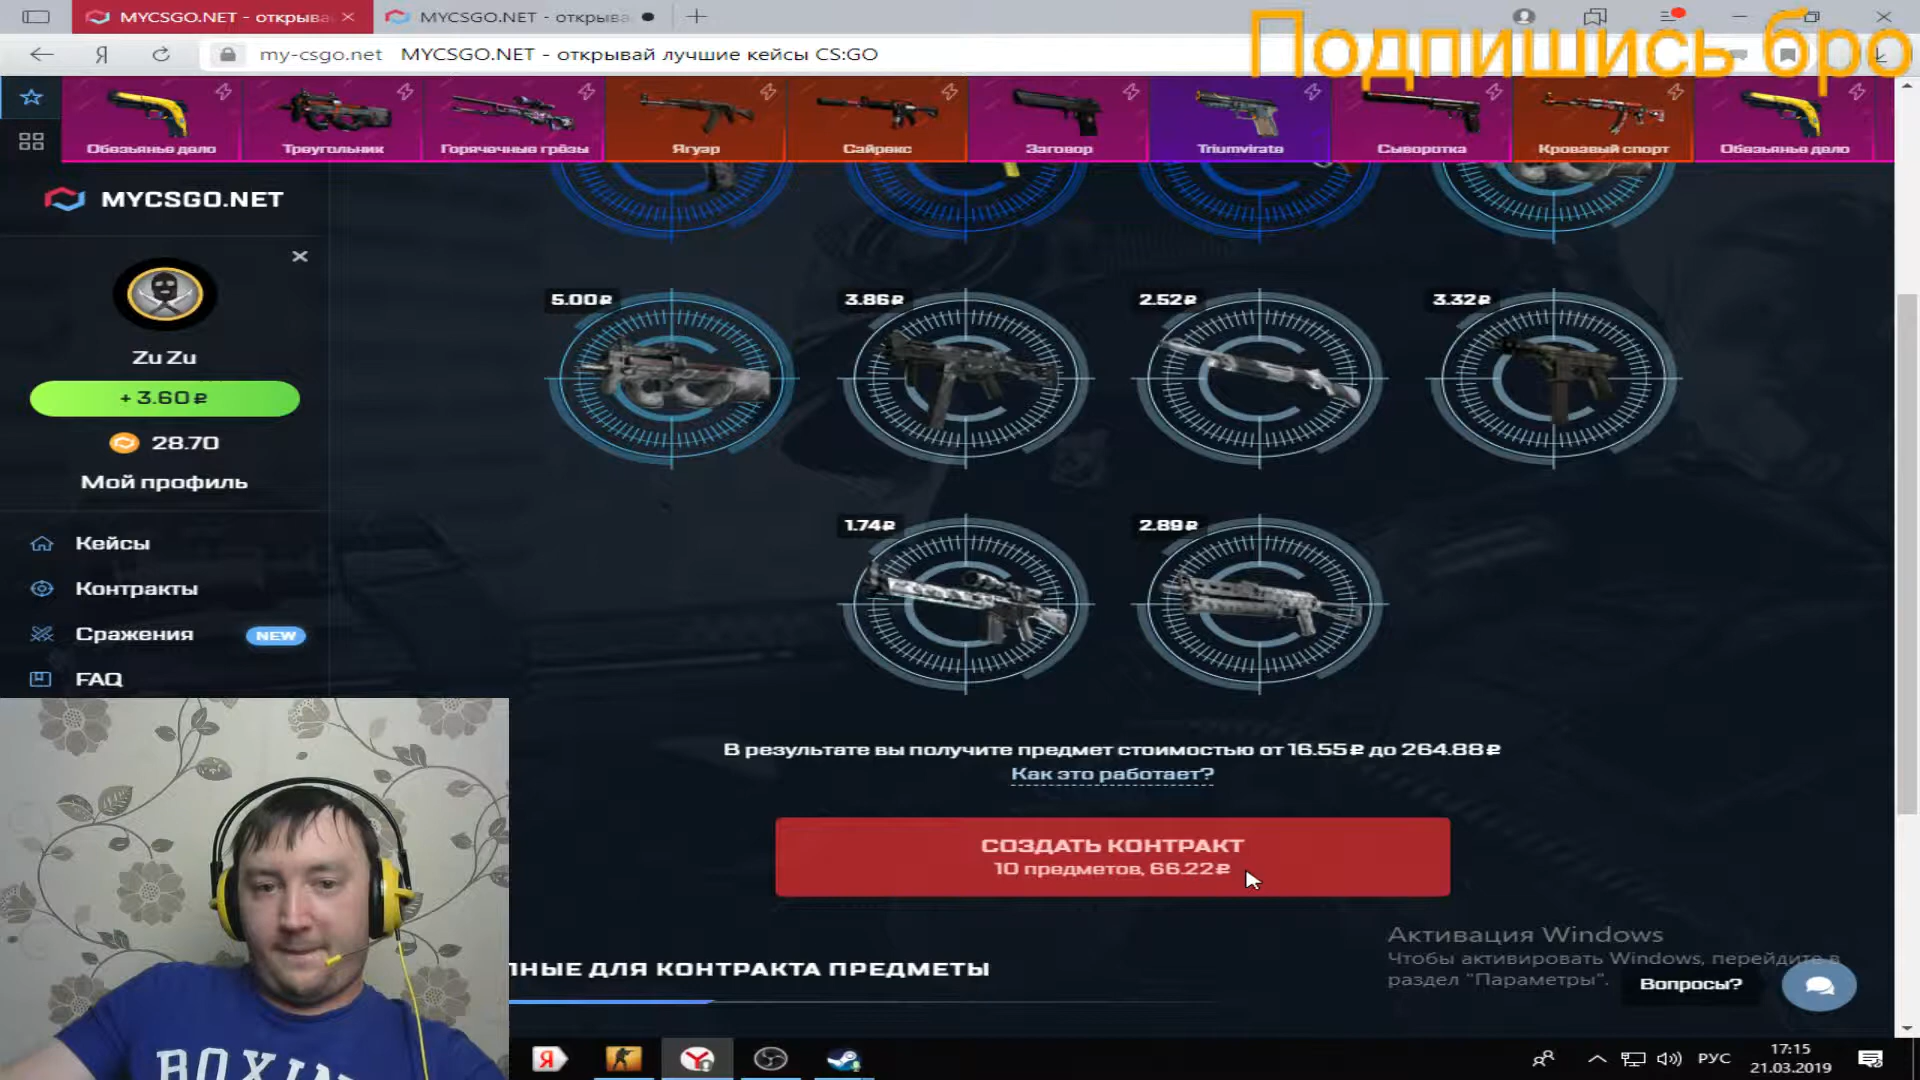 MYCSGO.NET - открыва
MYCSGO.NET - открыва
Подпишись бро
my-csgo.net MYCSGO.NET - открывай лучшие кейсы CS:GO
Обезьянье дело
Треугольник
Горячечные грёзы
Ягуар
Сайрекс
Заговор
Triumvirate
Сыворотка
Кровавый спорт
Обезьянье дело
MYCSGO.NET
Zu Zu
+ 3.60₽
28.70
Мой профиль
Кейсы
Контракты
Сражения NEW
FAQ
5.00₽
3.86₽
2.52₽
3.32₽
1.74₽
2.89₽
В результате вы получите предмет стоимостью от 16.55₽ до 264.88₽
Как это работает?
СОЗДАТЬ КОНТРАКТ
10 предметов, 66.22₽
ПНЫЕ ДЛЯ КОНТРАКТА ПРЕДМЕТЫ
Активация Windows
Чтобы активировать Windows, перейдите в
раздел "Параметры".
Вопросы?
BOXIN
Я
РУС
17:15
21.03.2019